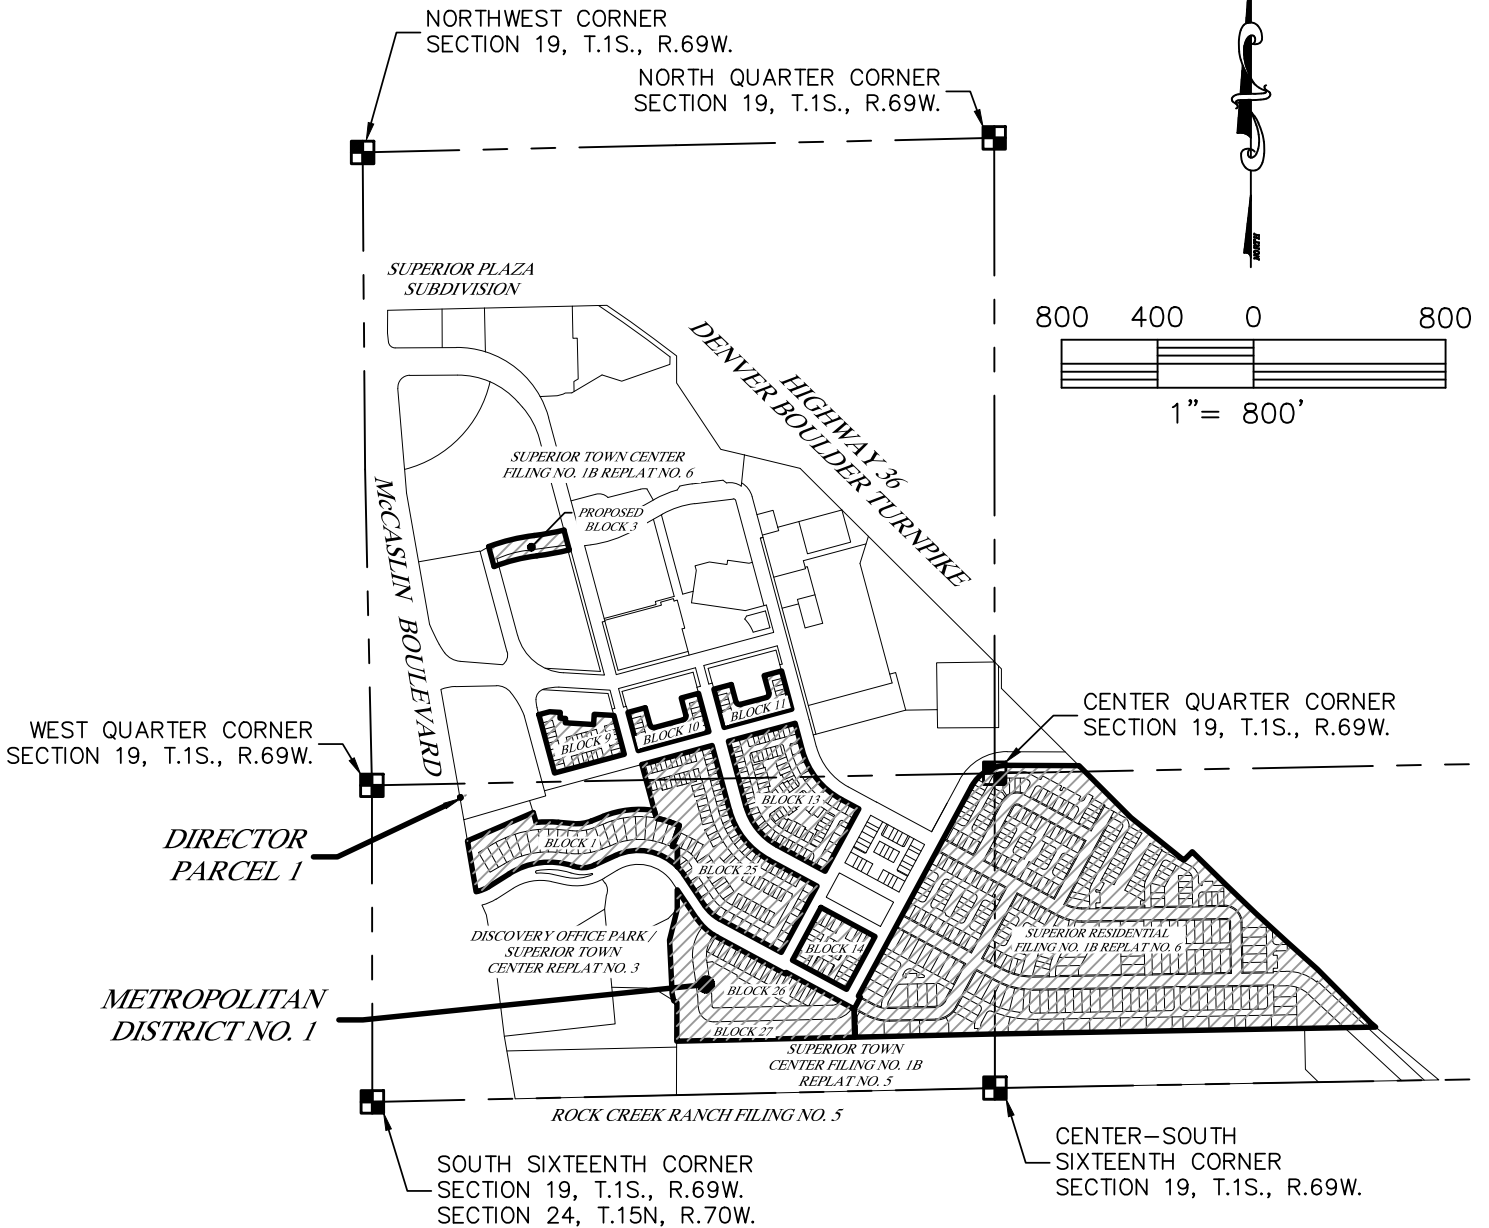 NORTHWEST CORNER
SECTION 19, T.1S., R.69W.
NORTH QUARTER CORNER
SECTION 19, T.1S., R.69W.
NORTH
SUPERIOR PLAZA
SUBDIVISION
800 400 0 800
1"= 800'
HIGHWAY 36
DENVER BOULDER TURNPIKE
SUPERIOR TOWN CENTER
FILING NO. 1B REPLAT NO. 6
PROPOSED
BLOCK 3
McCASLIN BOULEVARD
WEST QUARTER CORNER
SECTION 19, T.1S., R.69W.
CENTER QUARTER CORNER
SECTION 19, T.1S., R.69W.
BLOCK 9
BLOCK 10
BLOCK 11
BLOCK 13
DIRECTOR
PARCEL 1
BLOCK 1
BLOCK 25
DISCOVERY OFFICE PARK /
SUPERIOR TOWN
CENTER REPLAT NO. 3
BLOCK 14
SUPERIOR RESIDENTIAL
FILING NO. 1B REPLAT NO. 6
METROPOLITAN
DISTRICT NO. 1
BLOCK 26
BLOCK 27
SUPERIOR TOWN
CENTER FILING NO. 1B
REPLAT NO. 5
ROCK CREEK RANCH FILING NO. 5
SOUTH SIXTEENTH CORNER
SECTION 19, T.1S., R.69W.
SECTION 24, T.15N, R.70W.
CENTER-SOUTH
SIXTEENTH CORNER
SECTION 19, T.1S., R.69W.